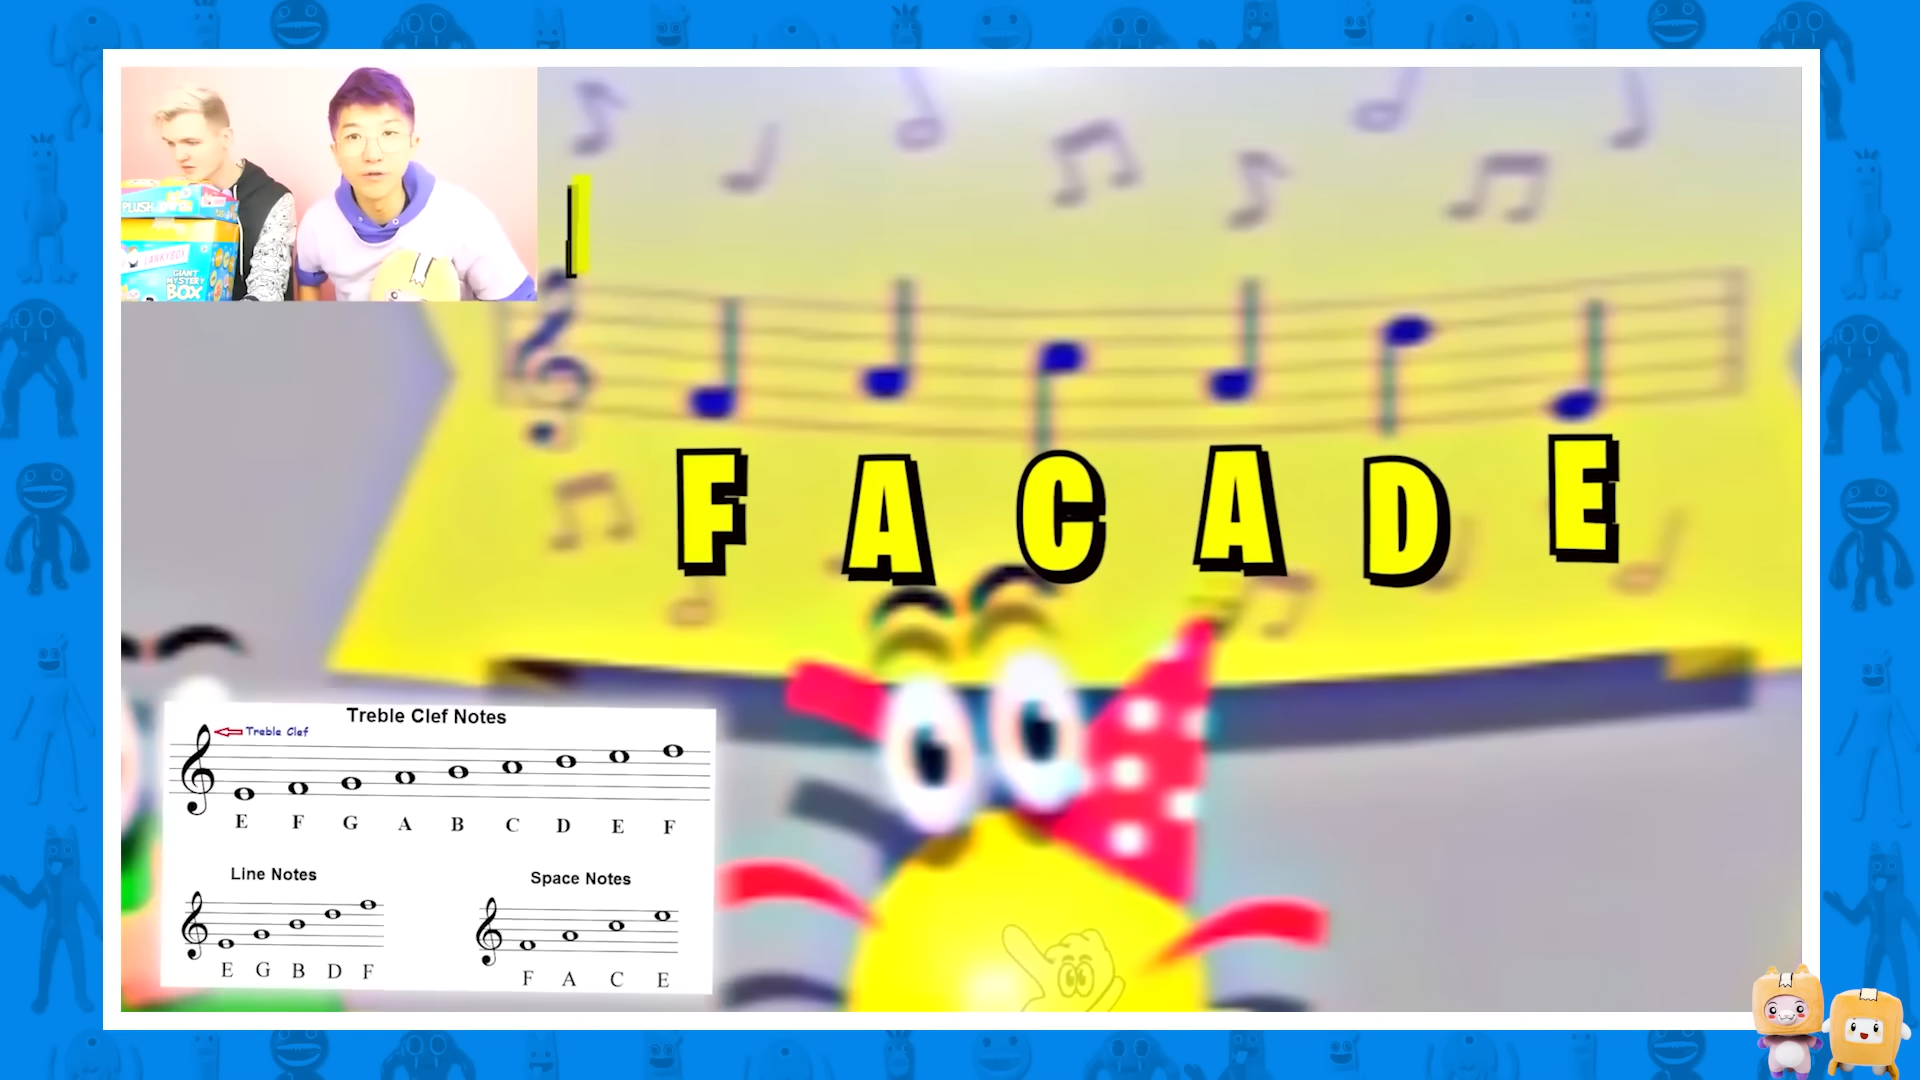 PLUSH
LANKYBOX
GIANT
MYSTERY
BOX
F A C A D E
Treble Clef Notes
Treble Clef
E F G A B C D E F
Line Notes
Space Notes
E G B D F
F A C E